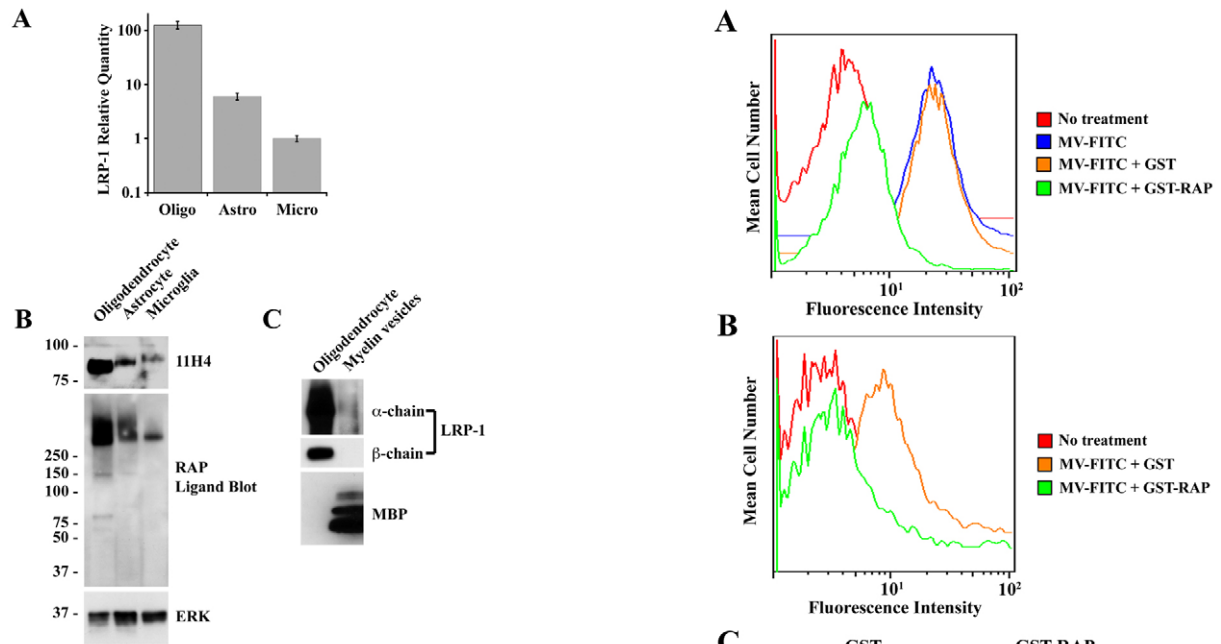 A
LRP-1 Relative Quantity
100
10
1
0.1
Oligo Astro Micro
B
Oligodendrocyte
Astrocyte
Microglia
100 -
75 -
11H4
250 -
150 -
100 -
75 -
50 -
37 -
RAP
Ligand Blot
37 -
ERK
C
Oligodendrocyte
Myelin vesicles
α-chain
β-chain
LRP-1
MBP
A
Mean Cell Number
10¹ 10²
Fluorescence Intensity
No treatment
MV-FITC
MV-FITC + GST
MV-FITC + GST-RAP
B
Mean Cell Number
10¹ 10²
Fluorescence Intensity
No treatment
MV-FITC + GST
MV-FITC + GST-RAP
C GST GST-RAP